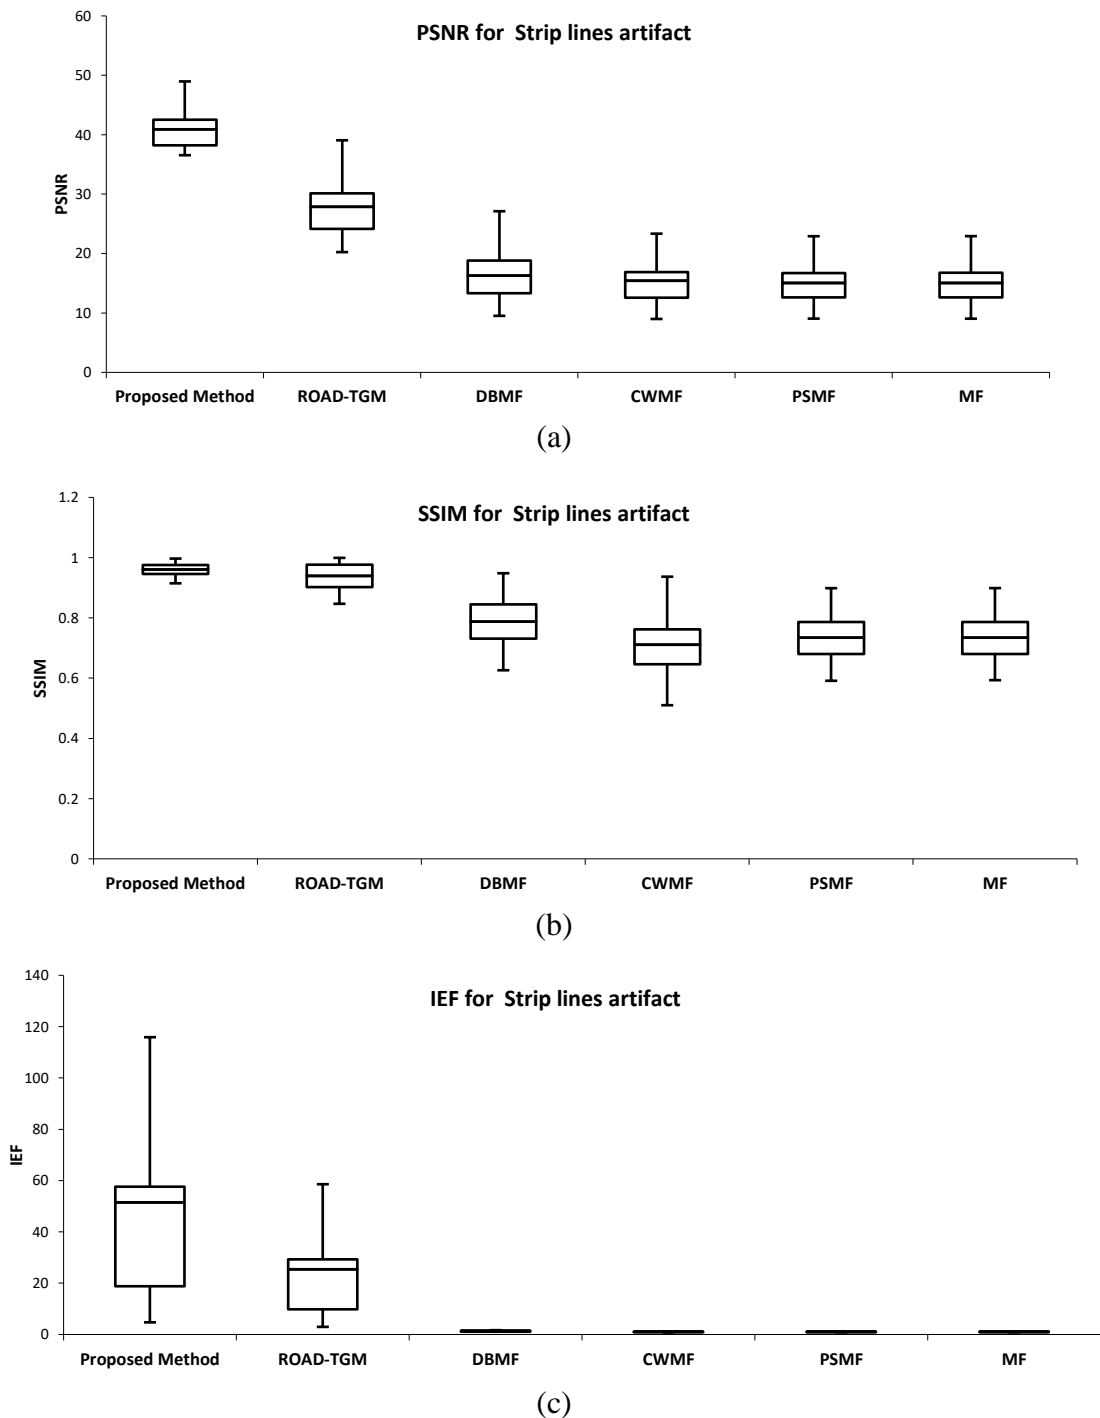 PSNR for Strip lines artifact
60
50
40
30
20
10
0
PSNR
Proposed Method ROAD-TGM DBMF CWMF PSMF MF
(a)
SSIM for Strip lines artifact
1.2
1
0.8
0.6
0.4
0.2
0
SSIM
Proposed Method ROAD-TGM DBMF CWMF PSMF MF
(b)
IEF for Strip lines artifact
140
120
100
80
60
40
20
0
IEF
Proposed Method ROAD-TGM DBMF CWMF PSMF MF
(c)